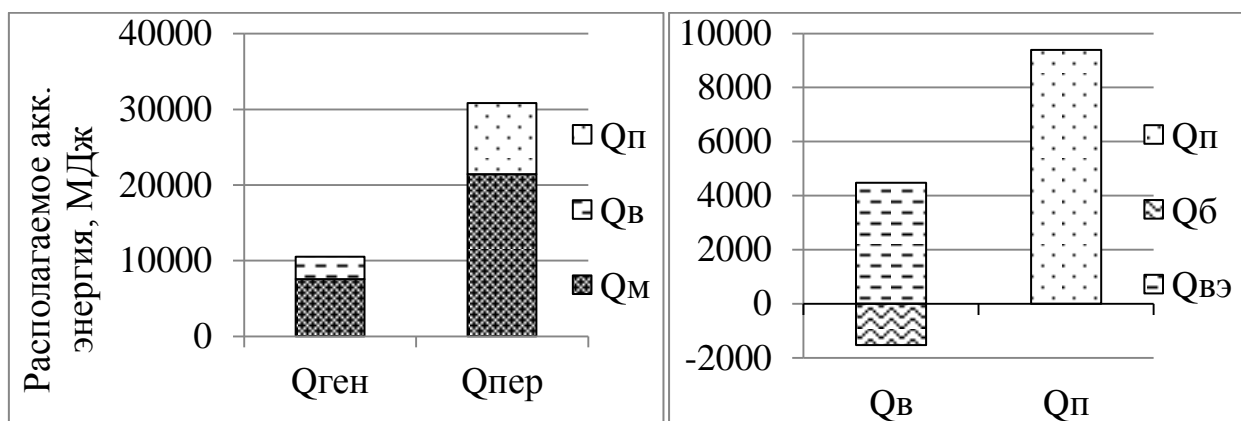 Располагаемое акк.
энергия, МДж
40000
30000
20000
10000
0
Qген
Qпер
Qп
Qв
Qм
10000
8000
6000
4000
2000
0
-2000
Qв
Qп
Qп
Qб
Qвэ